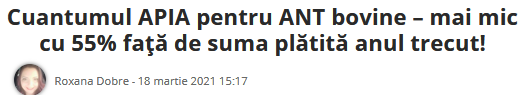 Cuantumul APIA pentru ANT bovine – mai mic
cu 55% faţă de suma plătită anul trecut!
Roxana Dobre - 18 martie 2021 15:17